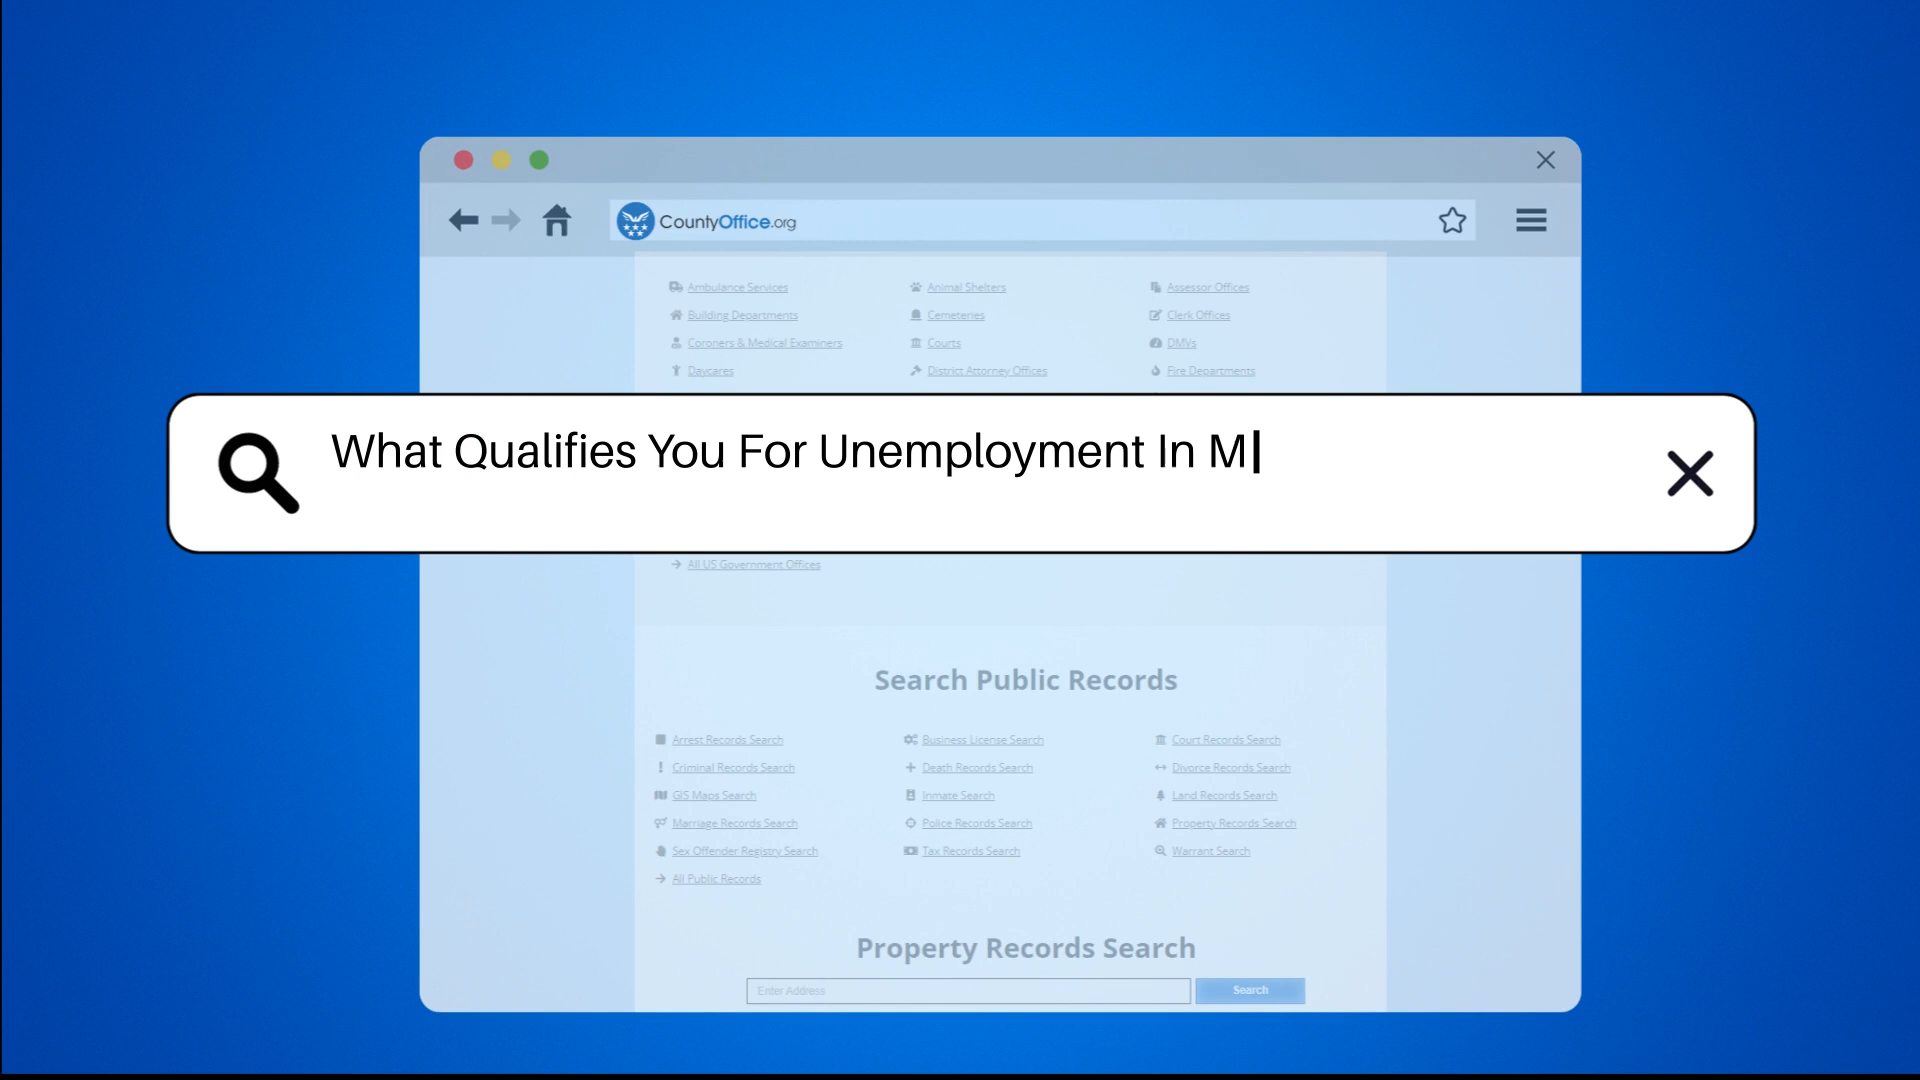 CountyOffice.org
Ambulance Services Animal Shelters Assessor Offices
Building Departments Cemeteries Clerk Offices
Coroners & Medical Examiners Courts DMVs
Daycares District Attorney Offices Fire Departments
What Qualifies You For Unemployment In M
All US Government Offices
Search Public Records
Arrest Records Search Business License Search Court Records Search
Criminal Records Search Death Records Search Divorce Records Search
GIS Maps Search Inmate Search Land Records Search
Marriage Records Search Police Records Search Property Records Search
Sex Offender Registry Search Tax Records Search Warrant Search
All Public Records
Property Records Search
Enter Address Search